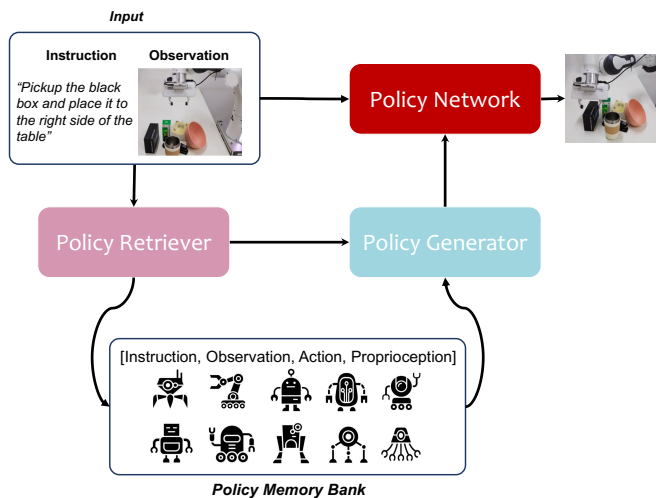 Input
Instruction
Observation
“Pickup the black
box and place it to
the right side of the
table”
Policy Network
Policy Retriever
Policy Generator
[Instruction, Observation, Action, Proprioception]
Policy Memory Bank